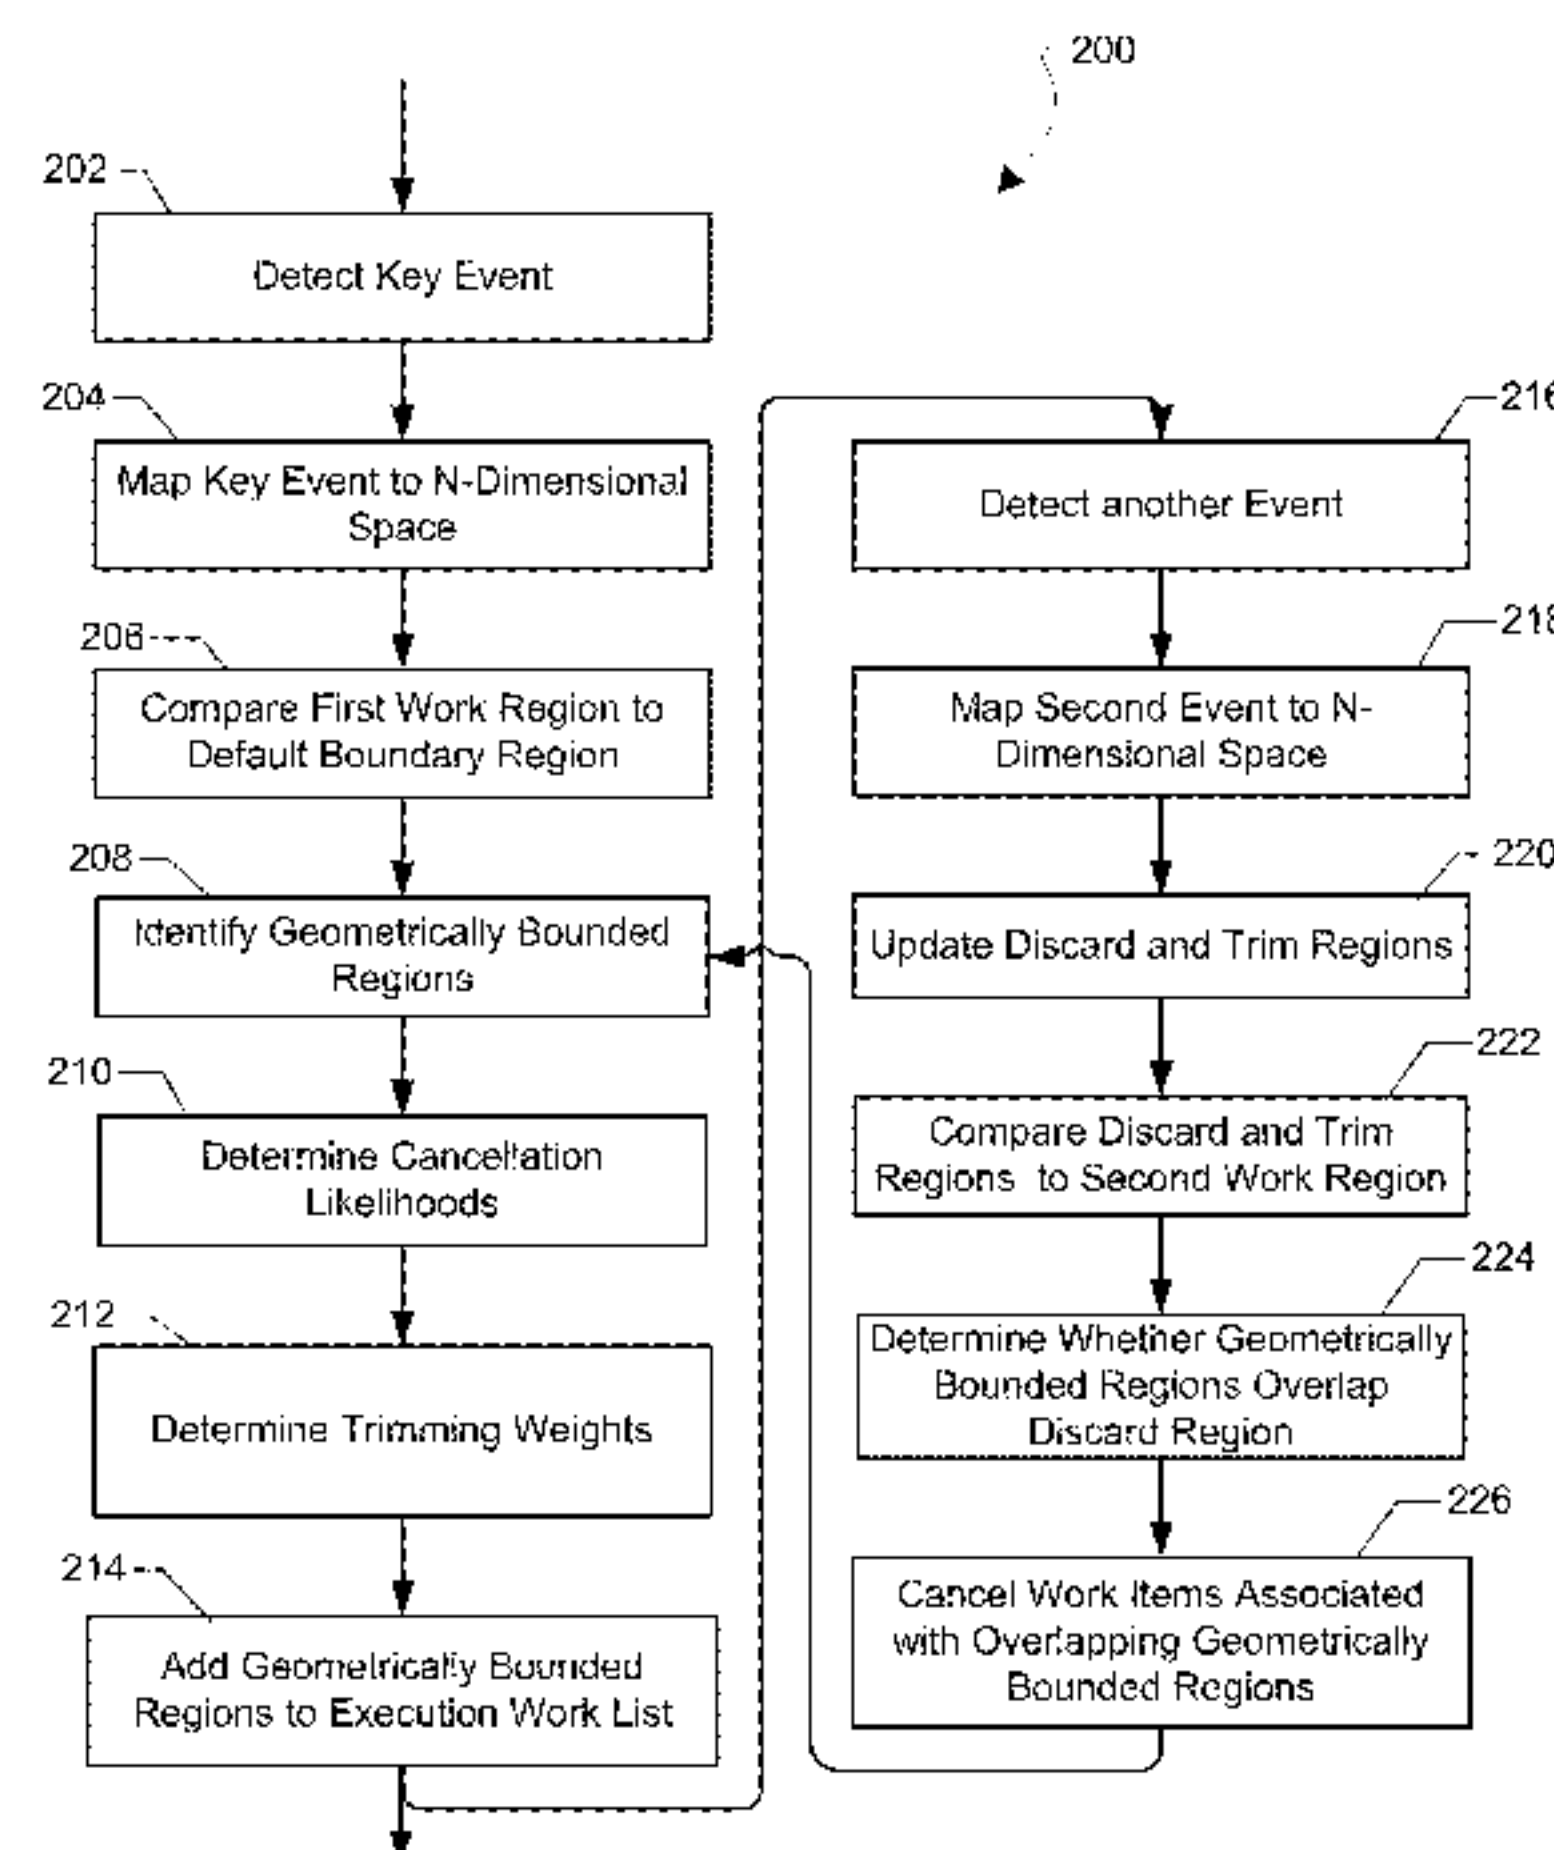 200
202
Detect Key Event
204
Map Key Event to N-Dimensional
Space
206
Compare First Work Region to
Default Boundary Region
208
Identify Geometrically Bounded
Regions
210
Determine Cancellation
Likelihoods
212
Determine Trimming Weights
214
Add Geometrically Bounded
Regions to Execution Work List
216
Detect another Event
218
Map Second Event to N-
Dimensional Space
220
Update Discard and Trim Regions
222
Compare Discard and Trim
Regions to Second Work Region
224
Determine Whether Geometrically
Bounded Regions Overlap
Discard Region
226
Cancel Work Items Associated
with Overlapping Geometrically
Bounded Regions